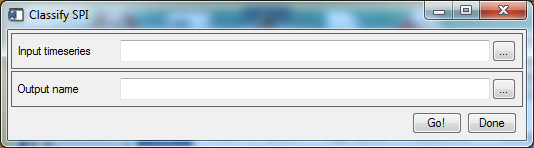 Classify SPI
Input timeseries ...
Output name ...
Go! Done